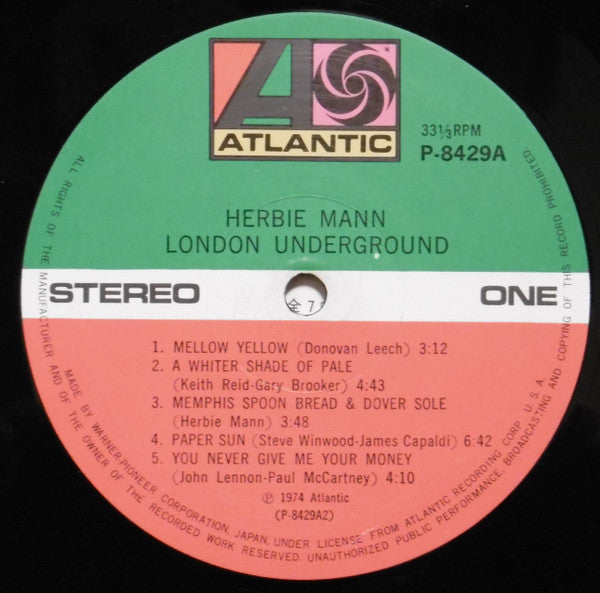 ATLANTIC
33⅓RPM
P-8429A
HERBIE MANN
LONDON UNDERGROUND
STEREO
ONE
1. MELLOW YELLOW (Donovan Leech) 3:12
2. A WHITER SHADE OF PALE
(Keith Reid-Gary Brooker) 4:43
3. MEMPHIS SPOON BREAD & DOVER SOLE
(Herbie Mann) 3:48
4. PAPER SUN (Steve Winwood-James Capaldi) 6:42
5. YOU NEVER GIVE ME YOUR MONEY
(John Lennon-Paul McCartney) 4:10
Ⓟ 1974 Atlantic
(P-8429A2)
MADE BY WARNER-PIONEER CORPORATION, JAPAN, UNDER LICENSE FROM ATLANTIC RECORDING CORP. U.S.A.
ALL RIGHTS OF THE MANUFACTURER AND OF THE OWNER OF THE RECORDED WORK RESERVED. UNAUTHORIZED PUBLIC PERFORMANCE, BROADCASTING AND COPYING OF THIS RECORD PROHIBITED.